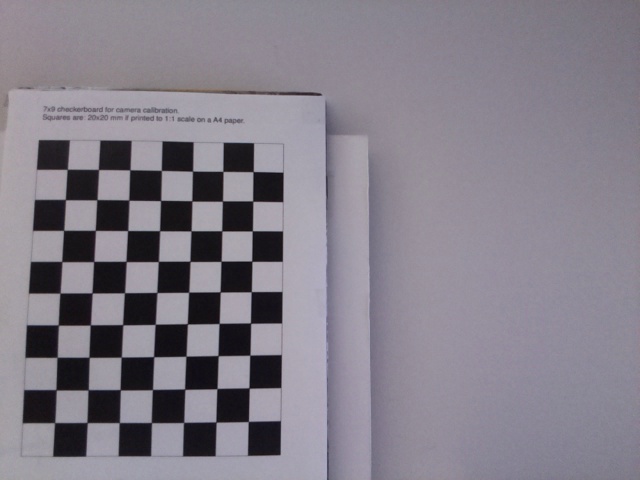 7x9 checkerboard for camera calibration.
Squares are: 20x20 mm if printed to 1:1 scale on a A4 paper.